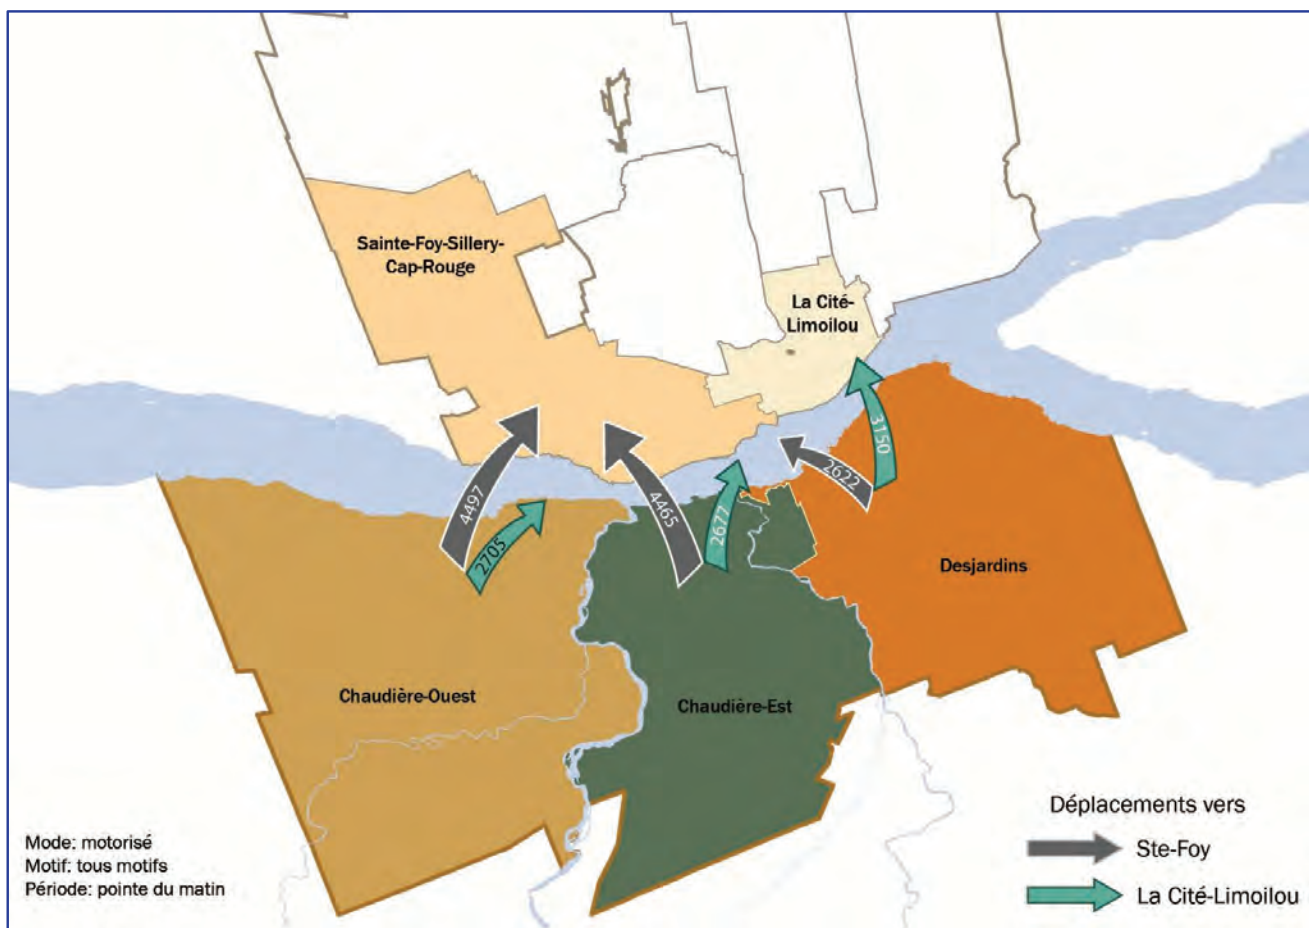 Sainte-Foy-Sillery-
Cap-Rouge
La Cité-
Limoilou
3150
2622
4497
4465
2677
2705
Desjardins
Chaudière-Ouest
Chaudière-Est
Déplacements vers
Ste-Foy
La Cité-Limoilou
Mode: motorisé
Motif: tous motifs
Période: pointe du matin